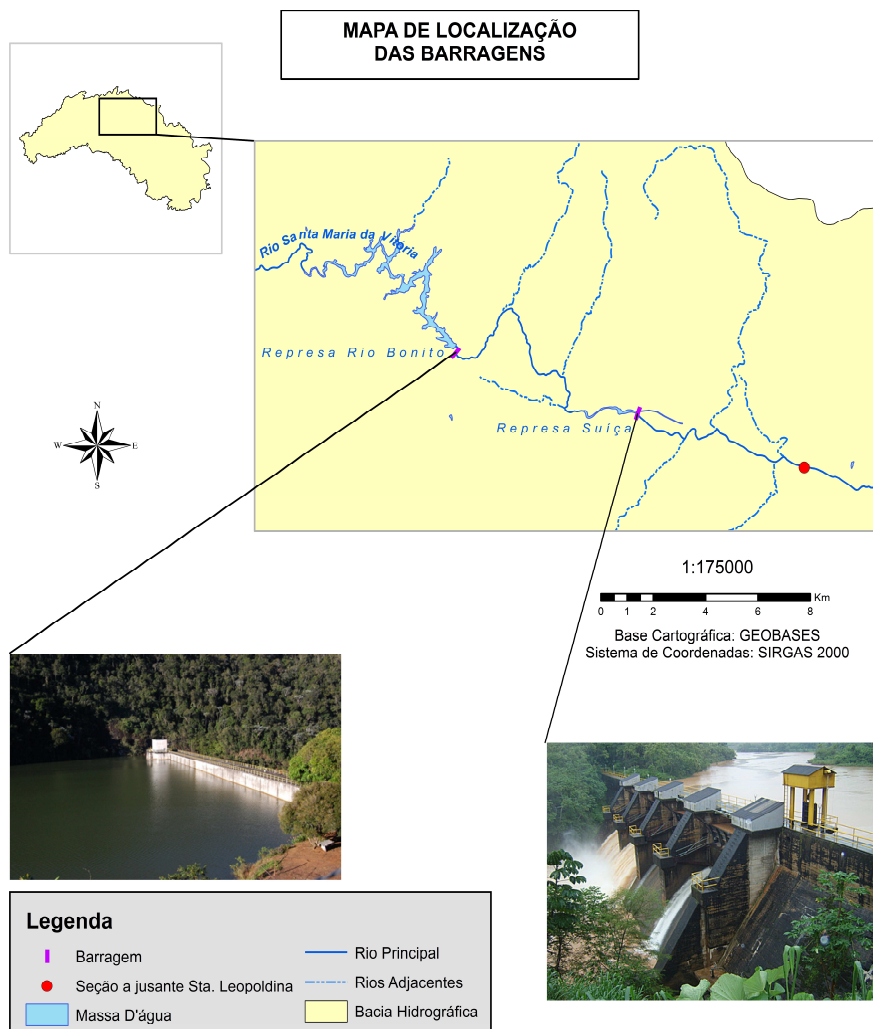 MAPA DE LOCALIZAÇÃO
DAS BARRAGENS
Rio Santa Maria da Vitoria
Represa Rio Bonito
Represa Suíça
N
W
E
S
1:175000
Km
0 1 2 4 6 8
Base Cartográfica: GEOBASES
Sistema de Coordenadas: SIRGAS 2000
Legenda
Barragem
Seção a jusante Sta. Leopoldina
Massa D'água
Rio Principal
Rios Adjacentes
Bacia Hidrográfica